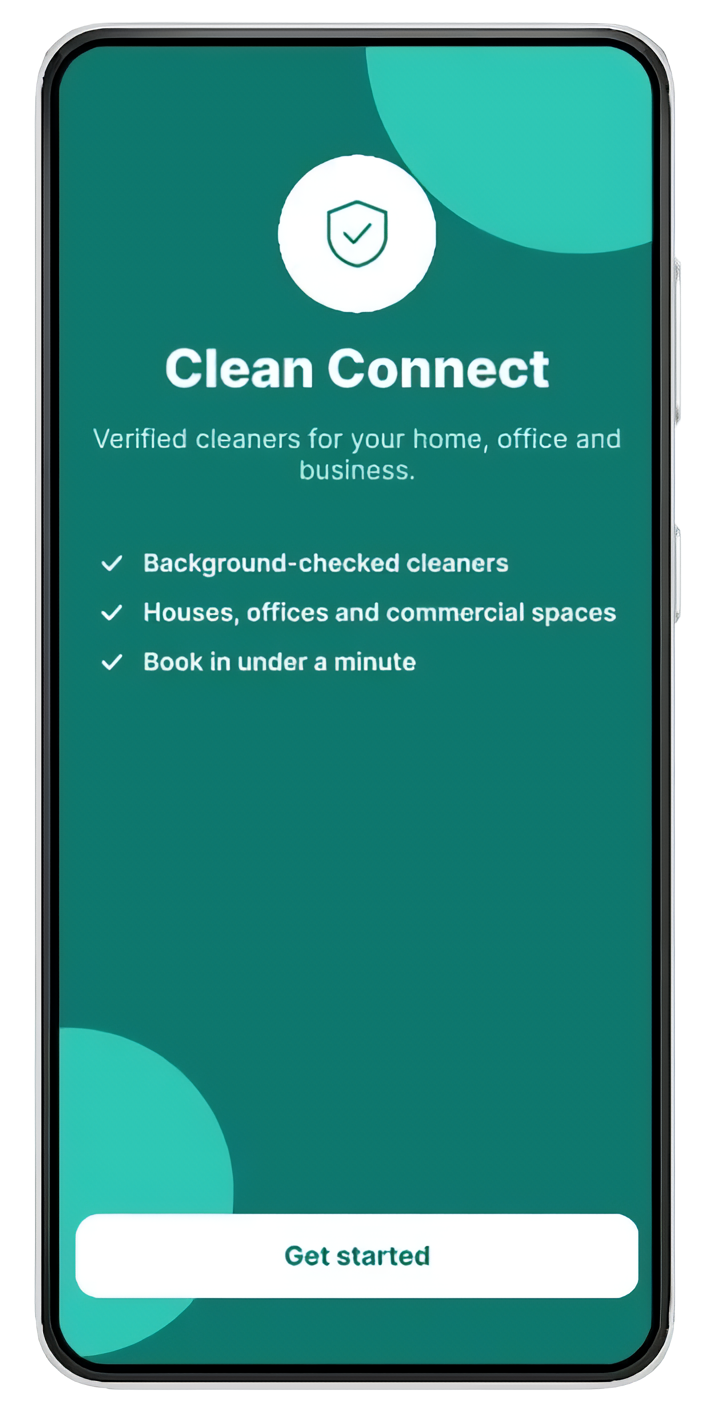 Clean Connect
Verified cleaners for your home, office and
business.
Background-checked cleaners
Houses, offices and commercial spaces
Book in under a minute
Get started